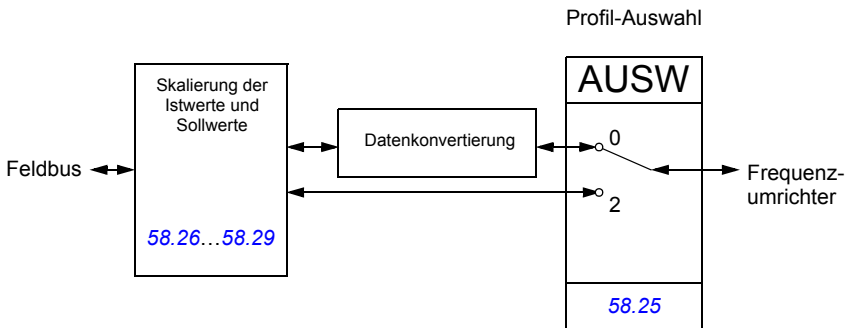 Profil-Auswahl
Skalierung der
Istwerte und
Sollwerte
AUSW
Datenkonvertierung
0
Feldbus
Frequenz-
umrichter
2
58.26...58.29
58.25